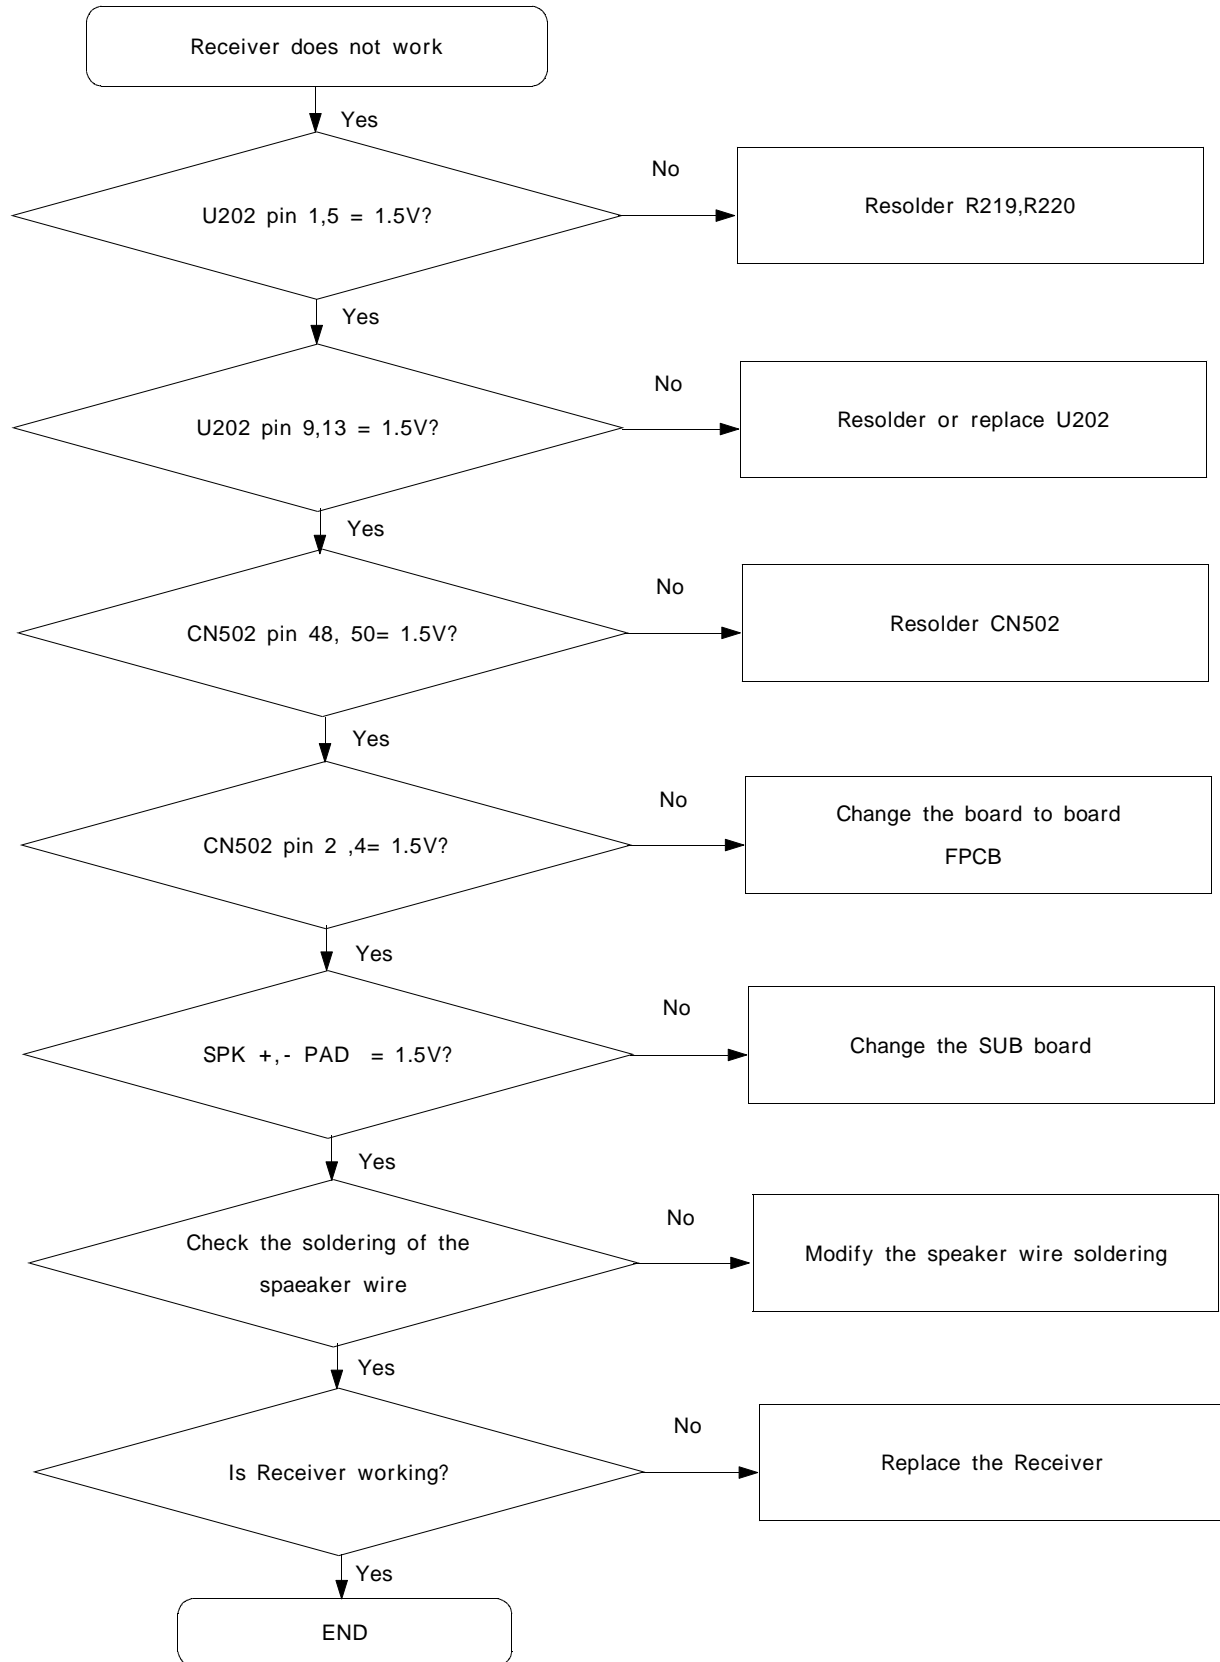 Receiver does not work
Yes
U202 pin 1,5 = 1.5V?
No
Resolder R219,R220
Yes
U202 pin 9,13 = 1.5V?
No
Resolder or replace U202
Yes
CN502 pin 48, 50= 1.5V?
No
Resolder CN502
Yes
CN502 pin 2 ,4= 1.5V?
No
Change the board to board
FPCB
Yes
SPK +,- PAD = 1.5V?
No
Change the SUB board
Yes
Check the soldering of the
spaeaker wire
No
Modify the speaker wire soldering
Yes
Is Receiver working?
No
Replace the Receiver
Yes
END